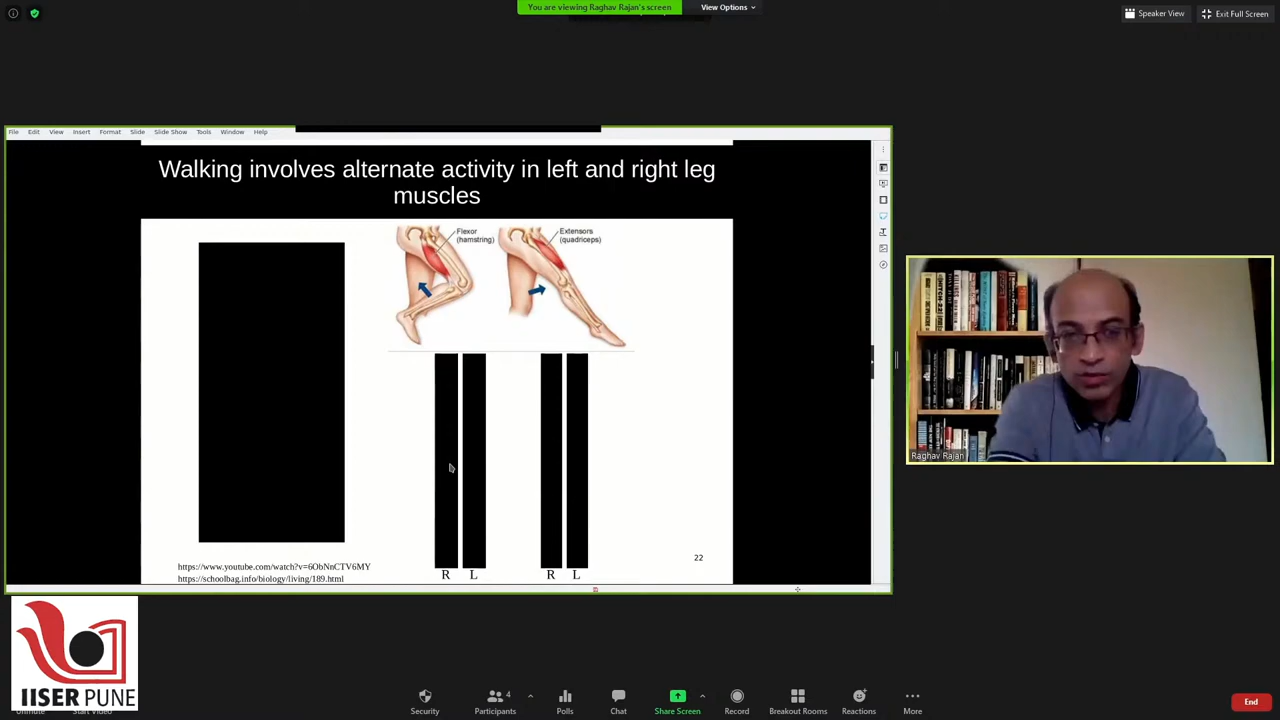 You are viewing Raghav Rajan's screen
View Options
Speaker View
Exit Full Screen
File Edit View Insert Format Slide Slide Show Tools Window Help
Walking involves alternate activity in left and right leg
muscles
Flexor
(hamstring)
Extensors
(quadriceps)
R L R L
22
https://www.youtube.com/watch?v=6ObNnCTV6MY
https://schoolbag.info/biology/living/189.html
Raghav Rajan
IISER PUNE
Unmute Start Video Security Participants 4 Polls Chat Share Screen Record Breakout Rooms Reactions More End